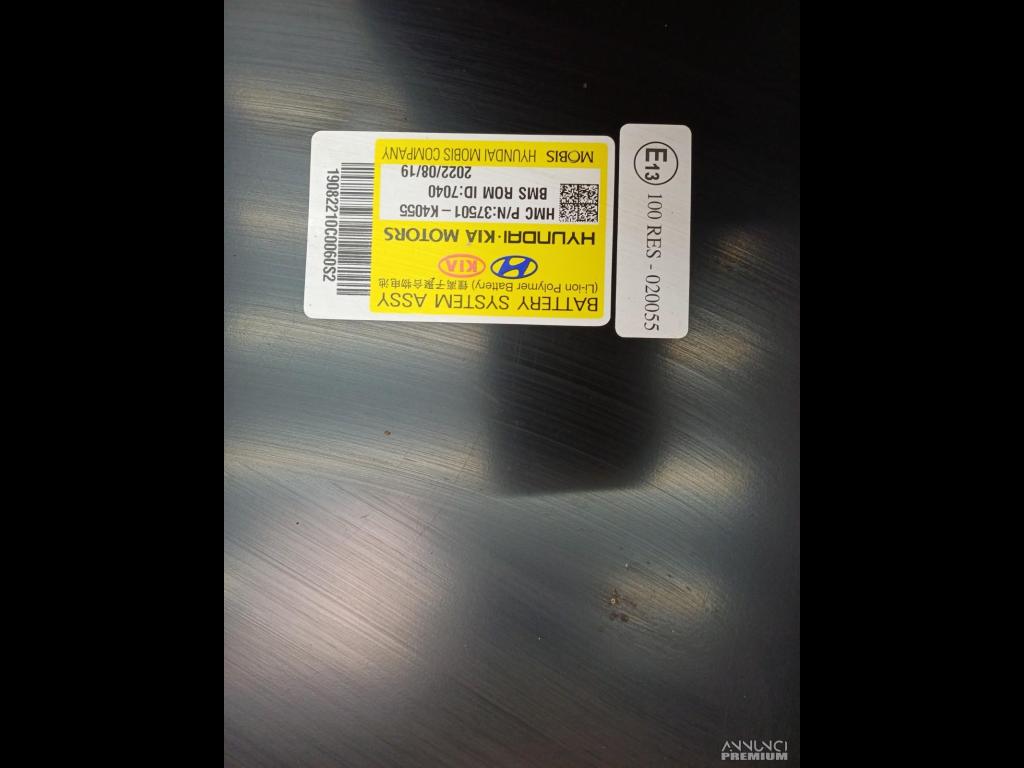 BATTERY SYSTEM ASSY
(Li-ion Polymer Battery) 锂离子聚合物电池
KIA
HYUNDAI·KIA MOTORS
HMC P/N:37501-K4055
BMS ROM ID:7040
2022/08/19
MOBIS HYUNDAI MOBIS COMPANY
19082210C0060S2
E13
100 RES - 020055
ANNUNCI
PREMIUM